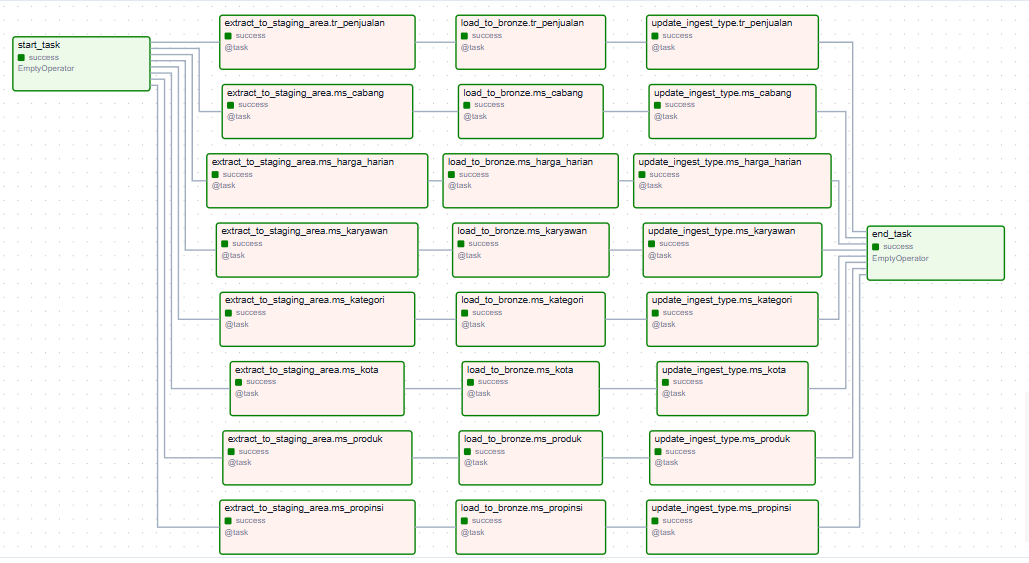 start_task
success
EmptyOperator
extract_to_staging_area.tr_penjualan
success
@task
load_to_bronze.tr_penjualan
success
@task
update_ingest_type.tr_penjualan
success
@task
extract_to_staging_area.ms_cabang
success
@task
load_to_bronze.ms_cabang
success
@task
update_ingest_type.ms_cabang
success
@task
extract_to_staging_area.ms_harga_harian
success
@task
load_to_bronze.ms_harga_harian
success
@task
update_ingest_type.ms_harga_harian
success
@task
extract_to_staging_area.ms_karyawan
success
@task
load_to_bronze.ms_karyawan
success
@task
update_ingest_type.ms_karyawan
success
@task
extract_to_staging_area.ms_kategori
success
@task
load_to_bronze.ms_kategori
success
@task
update_ingest_type.ms_kategori
success
@task
extract_to_staging_area.ms_kota
success
@task
load_to_bronze.ms_kota
success
@task
update_ingest_type.ms_kota
success
@task
extract_to_staging_area.ms_produk
success
@task
load_to_bronze.ms_produk
success
@task
update_ingest_type.ms_produk
success
@task
extract_to_staging_area.ms_propinsi
success
@task
load_to_bronze.ms_propinsi
success
@task
update_ingest_type.ms_propinsi
success
@task
end_task
success
EmptyOperator